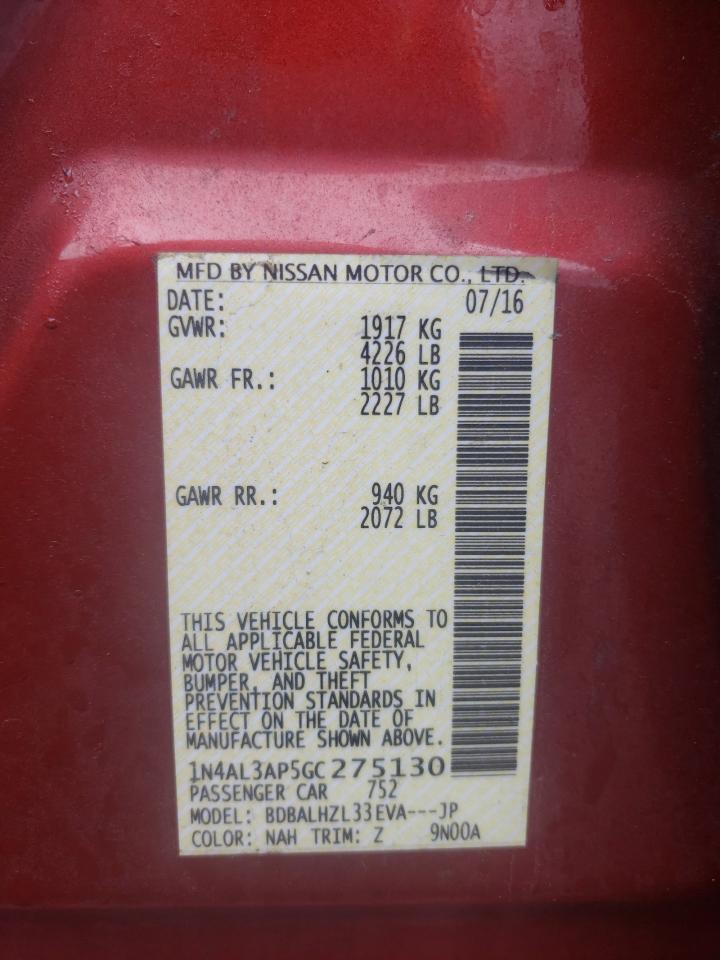 MFD BY NISSAN MOTOR CO., LTD.
DATE: 07/16
GVWR: 1917 KG
4226 LB
GAWR FR.: 1010 KG
2227 LB
GAWR RR.: 940 KG
2072 LB
THIS VEHICLE CONFORMS TO
ALL APPLICABLE FEDERAL
MOTOR VEHICLE SAFETY,
BUMPER, AND THEFT
PREVENTION STANDARDS IN
EFFECT ON THE DATE OF
MANUFACTURE SHOWN ABOVE.
1N4AL3AP5GC275130
PASSENGER CAR 752
MODEL: BDBALHZL33EVA---JP
COLOR: NAH TRIM: Z 9N00A